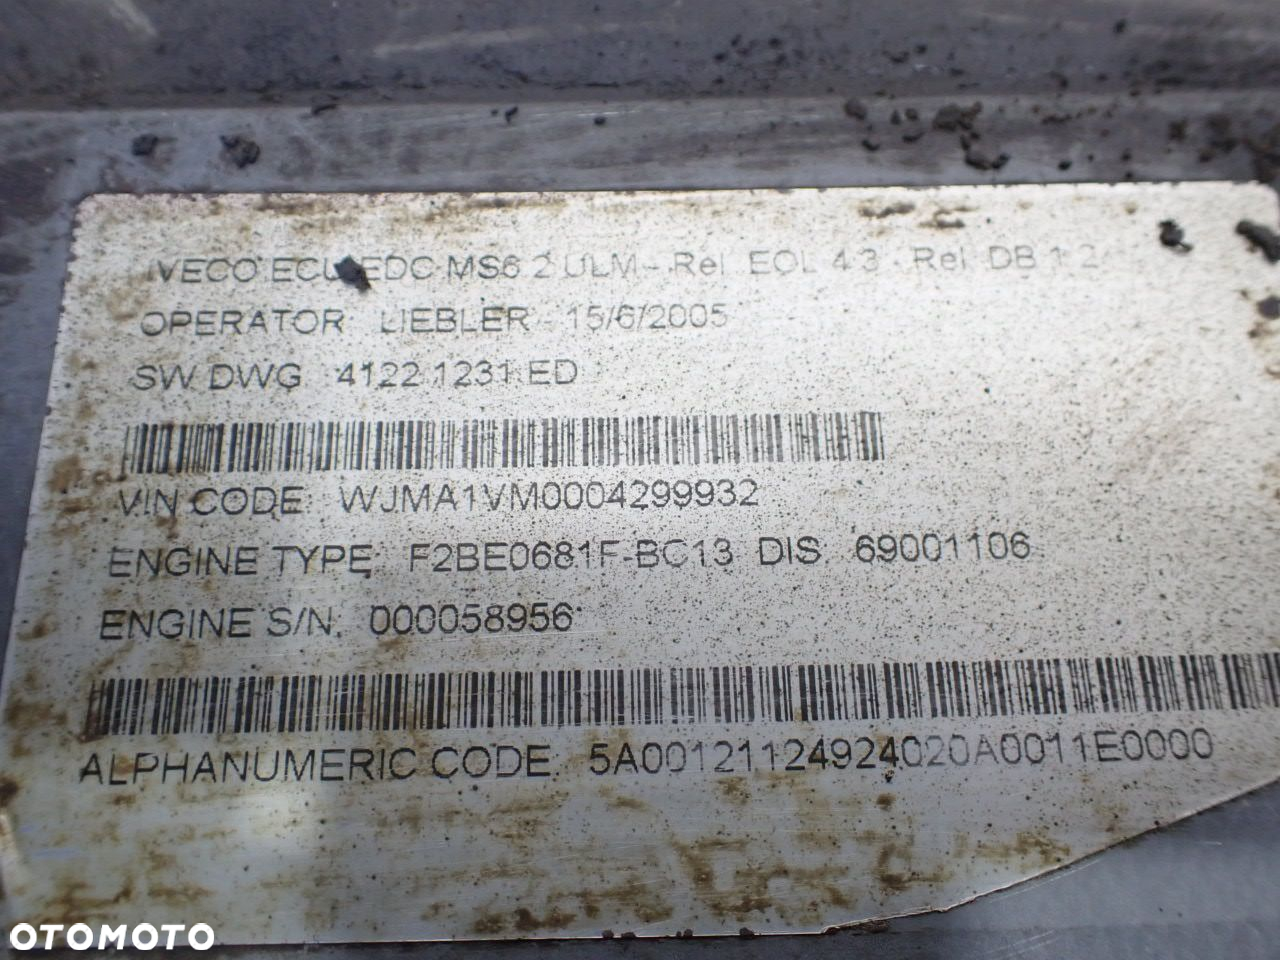 IVECO ECU EDC MS6.2 ULM - Rel. EOL 4.3 - Rel. DB 1.2
OPERATOR: LIEBLER - 15/6/2005
SW DWG 4122 1231 ED
VIN CODE: WJMA1VM0004299932
ENGINE TYPE: F2BE0681F-BC13 DIS. 69001106
ENGINE S/N. 000058956
ALPHANUMERIC CODE: 5A00121124924020A0011E0000
OTOMOTO